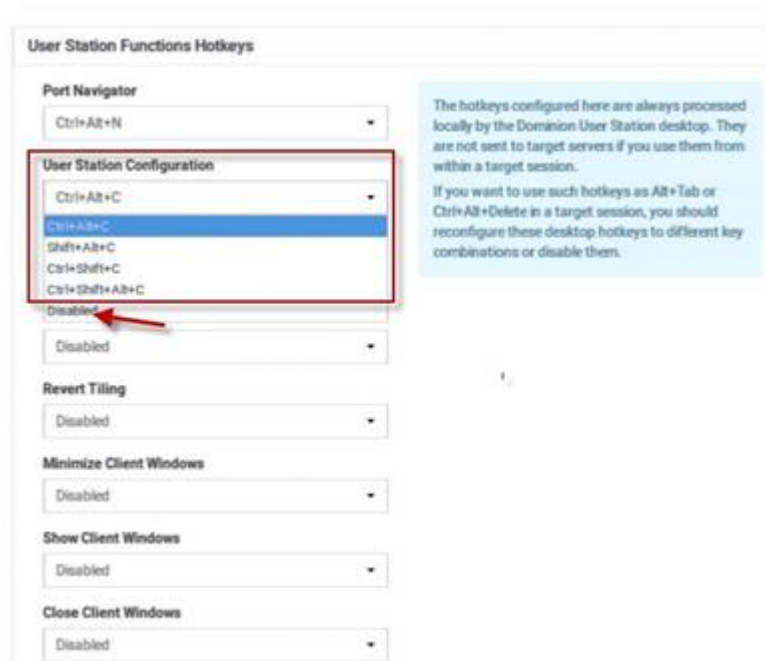 User Station Functions Hotkeys
Port Navigator
Ctrl+Alt+N
User Station Configuration
Ctrl+Alt+C
Ctrl+Alt+C
Shift+Alt+C
Ctrl+Shift+C
Ctrl+Shift+Alt+C
Disabled
Disabled
Revert Tiling
Disabled
Minimize Client Windows
Disabled
Show Client Windows
Disabled
Close Client Windows
Disabled
The hotkeys configured here are always processed
locally by the Dominion User Station desktop. They
are not sent to target servers if you use them from
within a target session.
If you want to use such hotkeys as Alt+Tab or
Ctrl+Alt+Delete in a target session, you should
reconfigure these desktop hotkeys to different key
combinations or disable them.